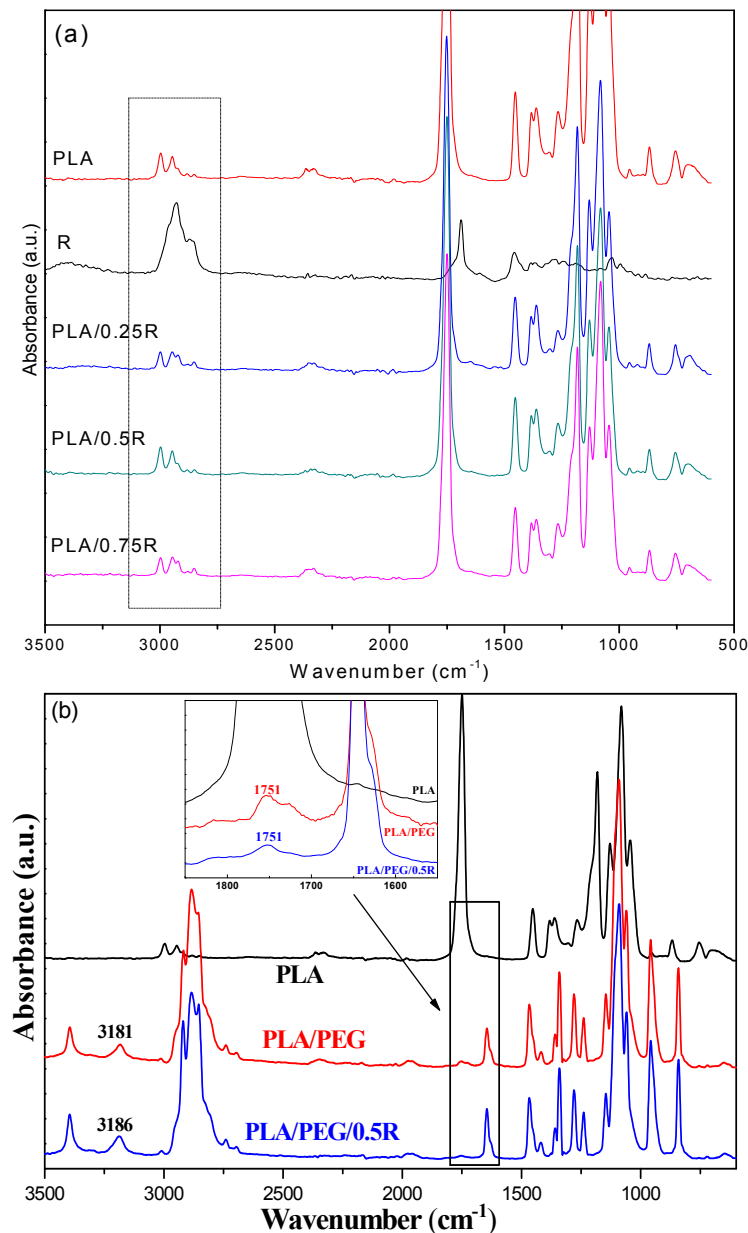 (a)
PLA
R
PLA/0.25R
PLA/0.5R
PLA/0.75R
Absorbance (a.u.)
3500 3000 2500 2000 1500 1000 500
Wavenumber (cm⁻¹)
(b)
1751
PLA
1751
PLA/PEG
PLA/PEG/0.5R
1800 1700 1600
PLA
3181
PLA/PEG
3186
PLA/PEG/0.5R
Absorbance (a.u.)
3500 3000 2500 2000 1500 1000
Wavenumber (cm⁻¹)